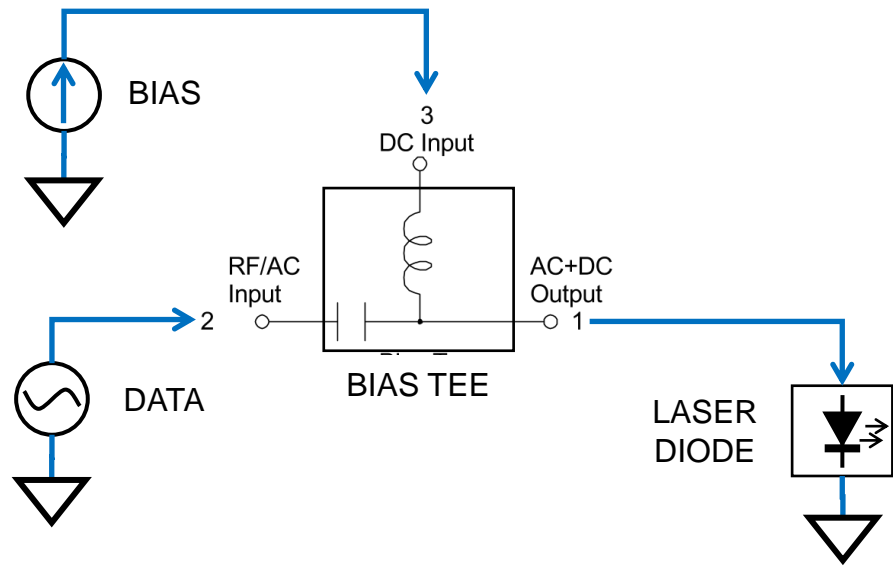 BIAS
3
DC Input
RF/AC
Input
AC+DC
Output
2
1
BIAS TEE
DATA
LASER
DIODE